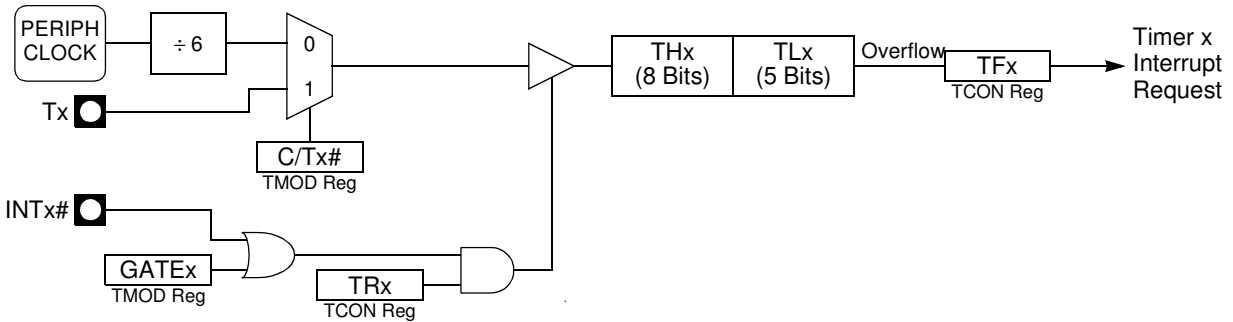 PERIPH
CLOCK
÷ 6
0
1
Tx
C/Tx#
TMOD Reg
THx
(8 Bits)
TLx
(5 Bits)
Overflow
TFx
TCON Reg
Timer x
Interrupt
Request
INTx#
GATEx
TMOD Reg
TRx
TCON Reg